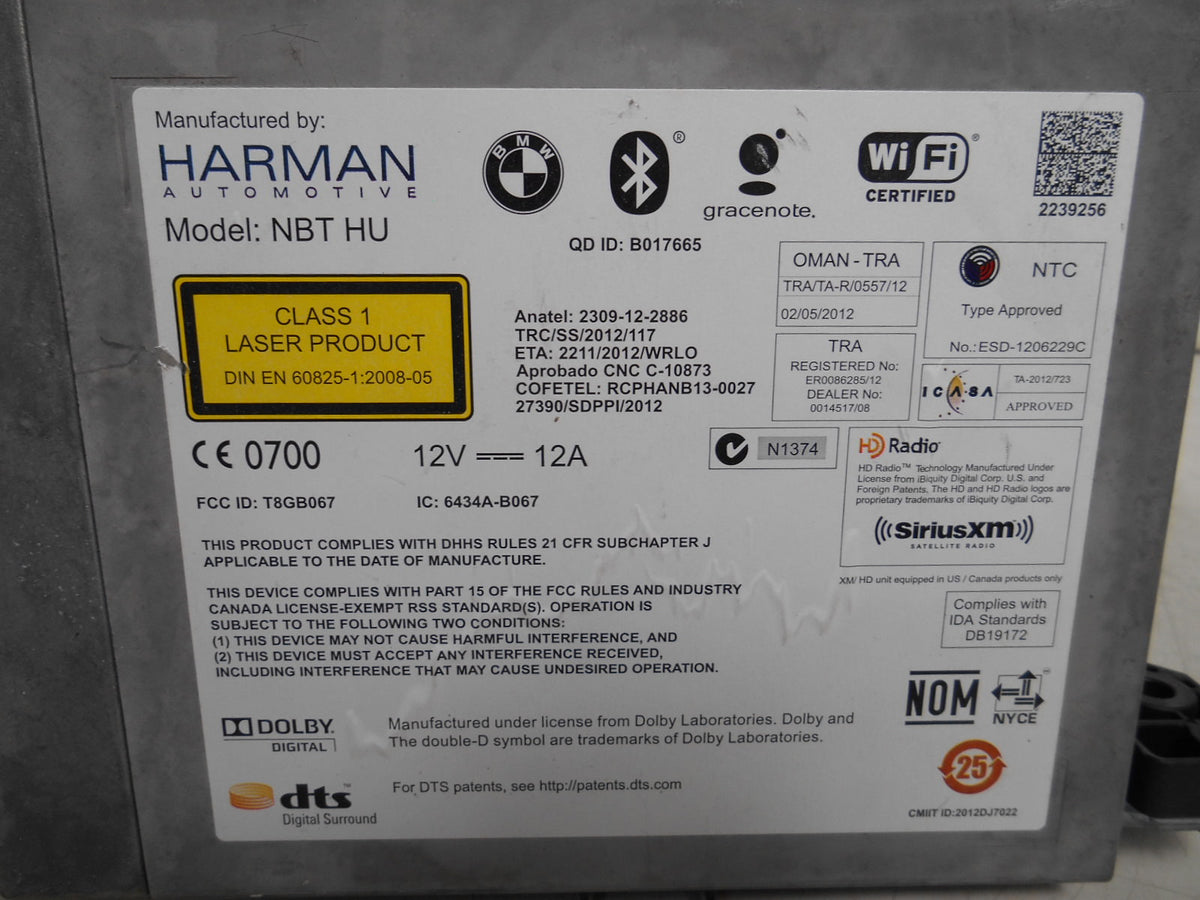 Manufactured by:
HARMAN
AUTOMOTIVE
Model: NBT HU
BMW
®
gracenote.
Wi Fi ®
CERTIFIED
2239256
QD ID: B017665
CLASS 1
LASER PRODUCT
DIN EN 60825-1:2008-05
Anatel: 2309-12-2886
TRC/SS/2012/117
ETA: 2211/2012/WRLO
Aprobado CNC C-10873
COFETEL: RCPHANB13-0027
27390/SDPPI/2012
OMAN - TRA
TRA/TA-R/0557/12
02/05/2012
NTC
Type Approved
No.:ESD-1206229C
TRA
REGISTERED No:
ER0086285/12
DEALER No:
0014517/08
ICASA
TA-2012/723
APPROVED
CE 0700
12V 12A
N1374
FCC ID: T8GB067
IC: 6434A-B067
HD Radio
HD Radio™ Technology Manufactured Under
License from iBiquity Digital Corp. U.S. and
Foreign Patents, The HD and HD Radio logos are
proprietary trademarks of iBiquity Digital Corp.
((SiriusXM))
SATELLITE RADIO
XM/ HD unit equipped in US / Canada products only
THIS PRODUCT COMPLIES WITH DHHS RULES 21 CFR SUBCHAPTER J
APPLICABLE TO THE DATE OF MANUFACTURE.
THIS DEVICE COMPLIES WITH PART 15 OF THE FCC RULES AND INDUSTRY
CANADA LICENSE-EXEMPT RSS STANDARD(S). OPERATION IS
SUBJECT TO THE FOLLOWING TWO CONDITIONS:
(1) THIS DEVICE MAY NOT CAUSE HARMFUL INTERFERENCE, AND
(2) THIS DEVICE MUST ACCEPT ANY INTERFERENCE RECEIVED,
INCLUDING INTERFERENCE THAT MAY CAUSE UNDESIRED OPERATION.
Complies with
IDA Standards
DB19172
NOM
NYCE
DOLBY.
DIGITAL
Manufactured under license from Dolby Laboratories. Dolby and
The double-D symbol are trademarks of Dolby Laboratories.
25
dts™
Digital Surround
For DTS patents, see http://patents.dts.com
CMIIT ID:2012DJ7022